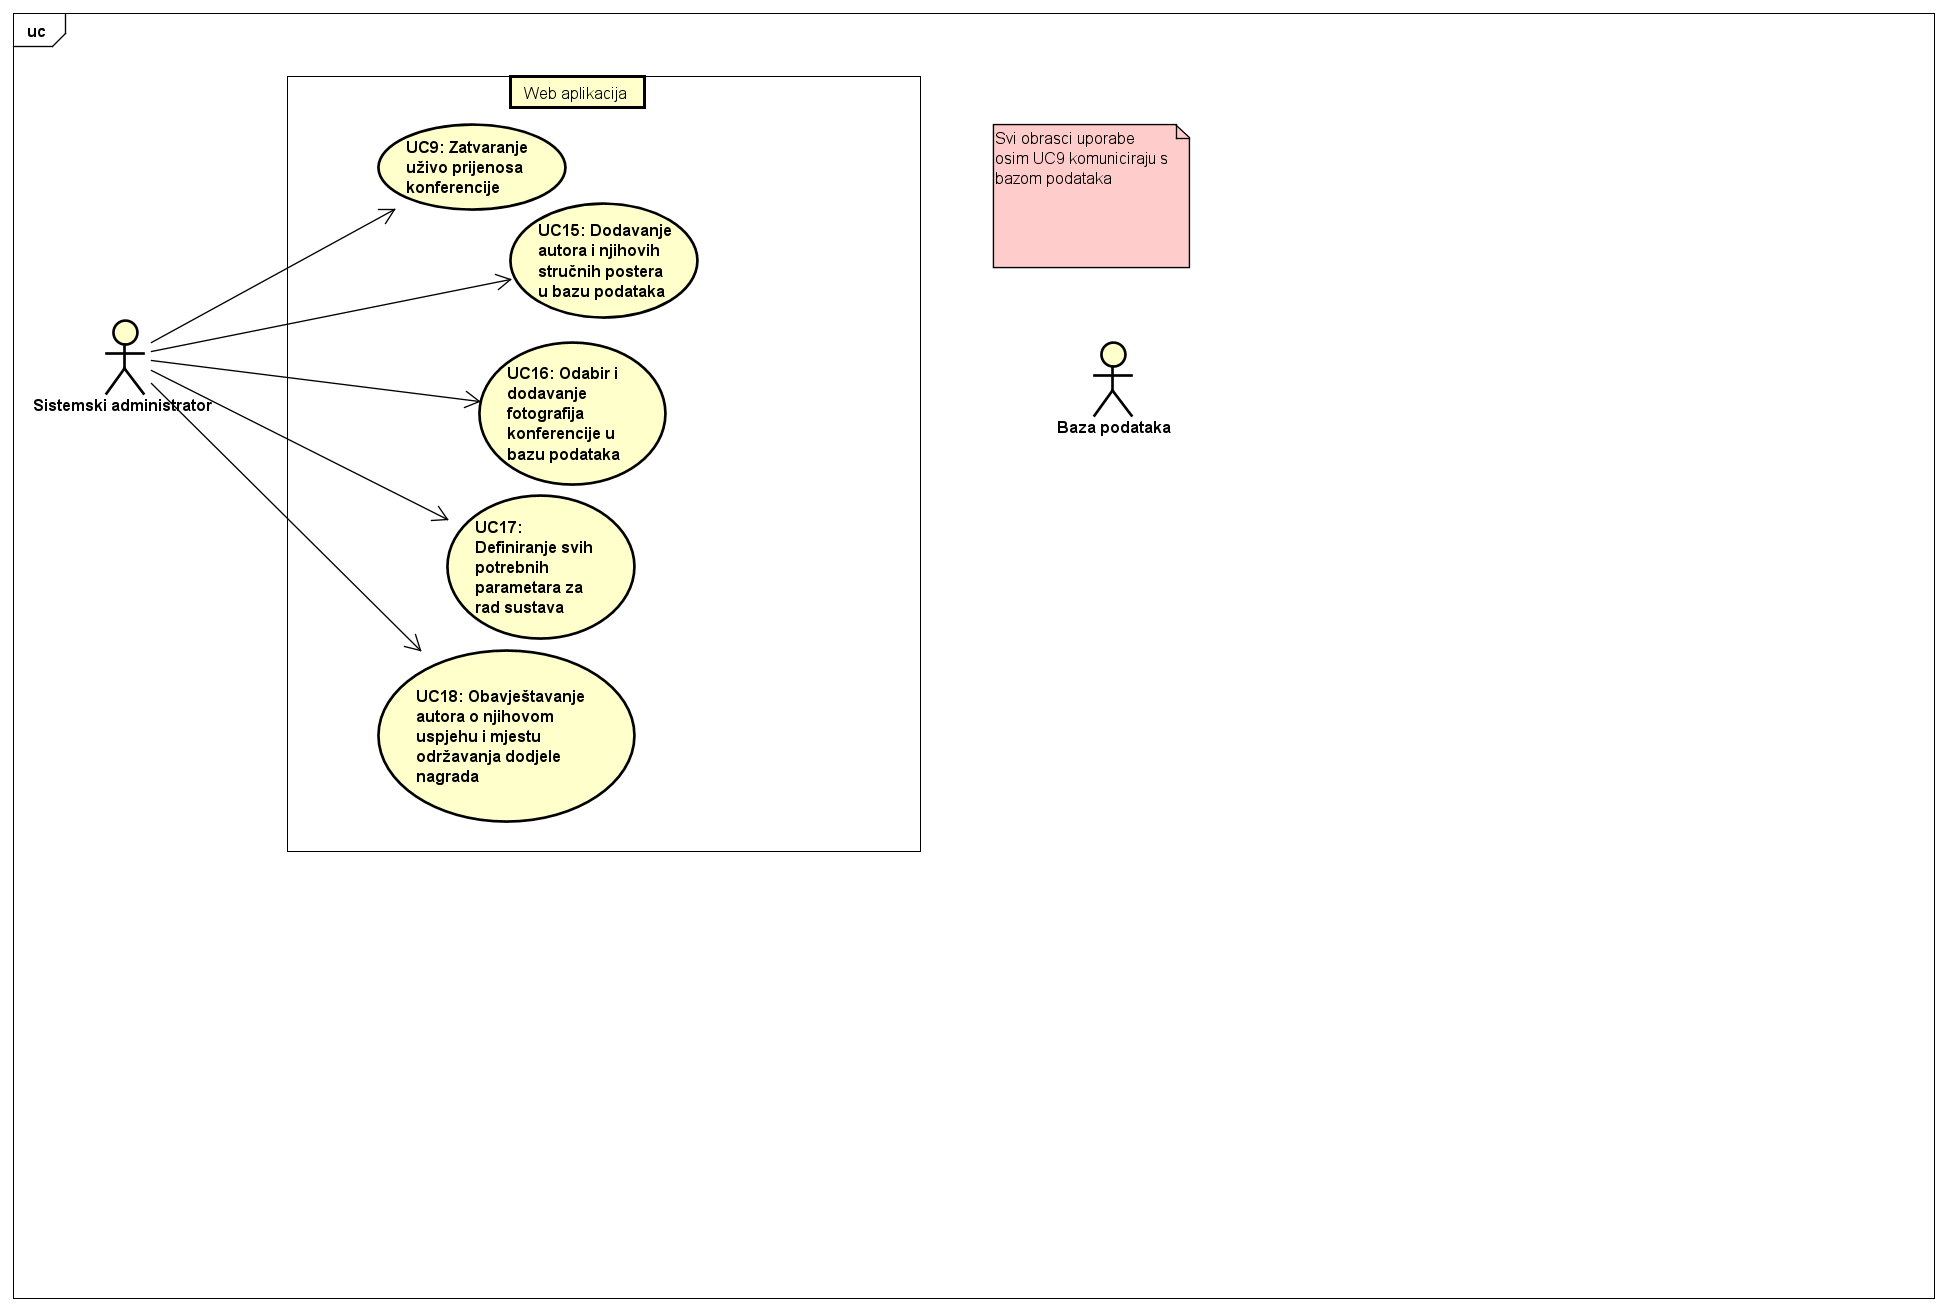 uc
Web aplikacija
UC9: Zatvaranje
uživo prijenosa
konferencije
UC15: Dodavanje
autora i njihovih
stručnih postera
u bazu podataka
Svi obrasci uporabe
osim UC9 komuniciraju s
bazom podataka
Sistemski administrator
UC16: Odabir i
dodavanje
fotografija
konferencije u
bazu podataka
Baza podataka
UC17:
Definiranje svih
potrebnih
parametara za
rad sustava
UC18: Obavještavanje
autora o njihovom
uspjehu i mjestu
održavanja dodjele
nagrada